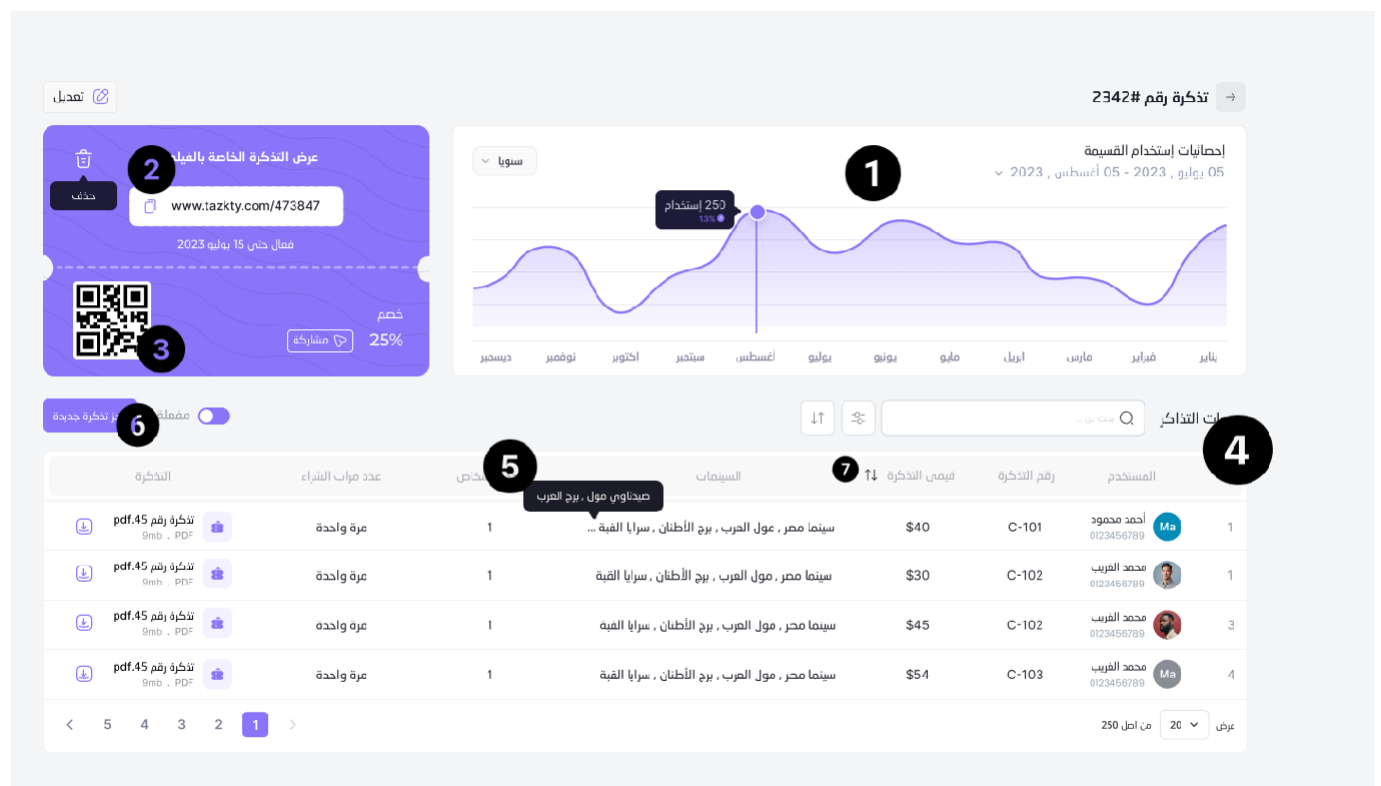 تذكرة رقم #2342
تعديل
إحصائيات إستخدام القسيمة
05 يوليو , 2023 - 05 أغسطس , 2023
سنويا
1
250 إستخدام
13%
يناير فبراير مارس ابريل مايو يونيو يوليو أغسطس سبتمبر اكتوبر نوفمبر ديسمبر
عرض التذكرة الخاصة
2
حذف
www.tazkty.com/473847
فعال حتى 15 يوليو 2023
خصم
25%
مشاركة
3
التذاكر
4
مفعلة
تذكرة جديدة
6
المستخدم رقم التذكرة قيمى التذكرة 7 السينمات 5 عدد مرات الشراء التذكرة
صيدناوي مول , برج العرب
1 Ma أحمد محمود C-101 $40 سينما مصر , مول العرب , برج الأطنان , سرايا القبة ... 1 مرة واحدة تذكرة رقم 45.pdf
0123456789 9mb , PDF
1 محمد الغريب C-102 $30 سينما مصر , مول العرب , برج الأطنان , سرايا القبة 1 مرة واحدة تذكرة رقم 45.pdf
0123456789 9mb , PDF
3 محمد الغريب C-102 $45 سينما مصر , مول العرب , برج الأطنان , سرايا القبة 1 مرة واحدة تذكرة رقم 45.pdf
0123456789 9mb , PDF
4 Ma محمد الغريب C-103 $54 سينما مصر , مول العرب , برج الأطنان , سرايا القبة 1 مرة واحدة تذكرة رقم 45.pdf
0123456789 9mb , PDF
عرض 20 من اصل 250
1 2 3 4 5